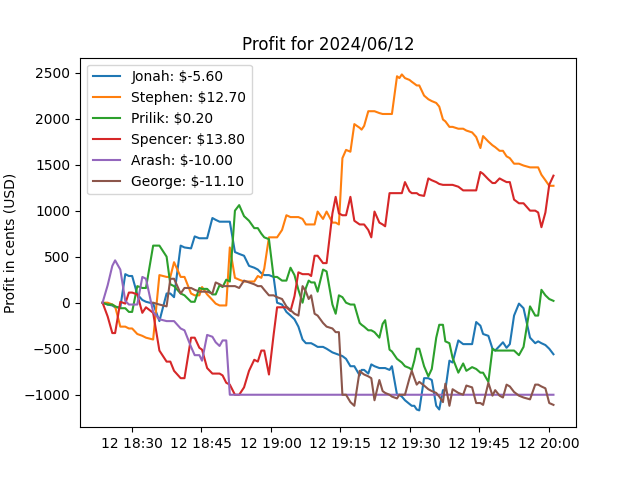 Profit for 2024/06/12
Profit in cents (USD)
2500
2000
1500
1000
500
0
−500
−1000
Jonah: $-5.60
Stephen: $12.70
Prilik: $0.20
Spencer: $13.80
Arash: $-10.00
George: $-11.10
12 18:30 12 18:45 12 19:00 12 19:15 12 19:30 12 19:45 12 20:00